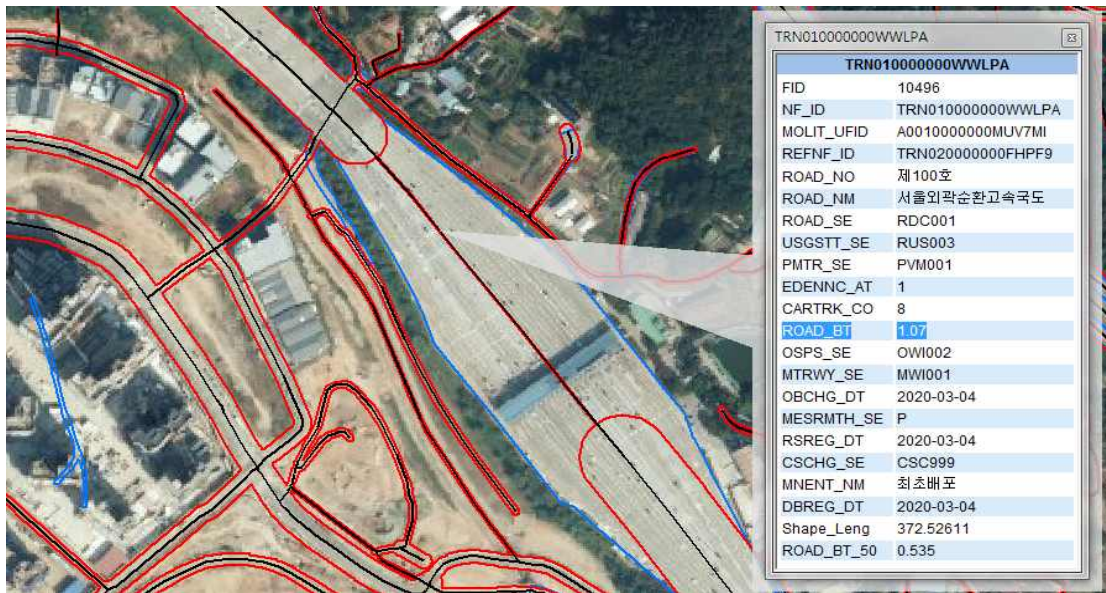 TRN010000000WWLPA
TRN010000000WWLPA
FID 10496
NF_ID TRN010000000WWLPA
MOLIT_UFID A0010000000MUV7MI
REFNF_ID TRN020000000FHPF9
ROAD_NO 제100호
ROAD_NM 서울외곽순환고속국도
ROAD_SE RDC001
USGSTT_SE RUS003
PMTR_SE PVM001
EDENNC_AT 1
CARTRK_CO 8
ROAD_BT 1.07
OSPS_SE OWI002
MTRWY_SE MWI001
OBCHG_DT 2020-03-04
MESRMTH_SE P
RSREG_DT 2020-03-04
CSCHG_SE CSC999
MNENT_NM 최초배포
DBREG_DT 2020-03-04
Shape_Leng 372.52611
ROAD_BT_50 0.535